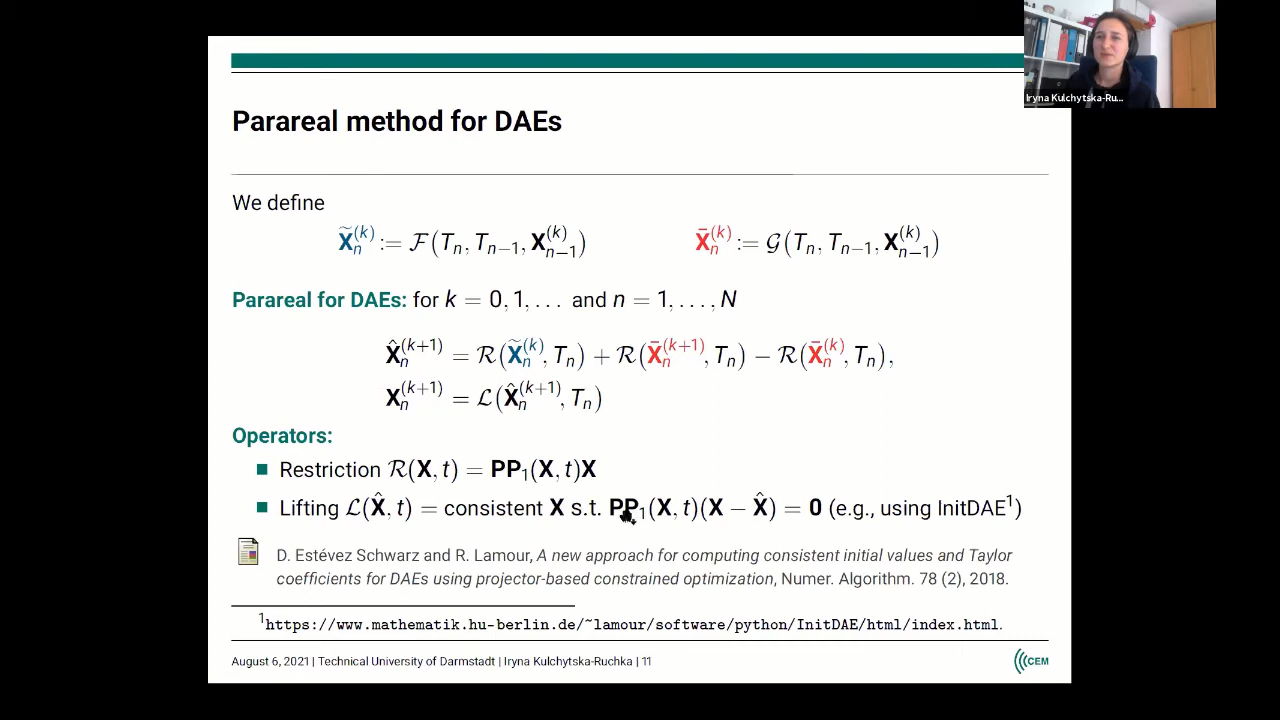 Iryna Kulchytska-Ru...
Parareal method for DAEs
We define
X̃ₙ⁽ᵏ⁾ := ℱ(Tₙ, Tₙ₋₁, Xₙ₋₁⁽ᵏ⁾) X̄ₙ⁽ᵏ⁾ := 𝒢(Tₙ, Tₙ₋₁, Xₙ₋₁⁽ᵏ⁾)
Parareal for DAEs: for k = 0, 1, . . . and n = 1, . . . , N
X̂ₙ⁽ᵏ⁺¹⁾ = ℛ(X̃ₙ⁽ᵏ⁾, Tₙ) + ℛ(X̄ₙ⁽ᵏ⁺¹⁾, Tₙ) − ℛ(X̄ₙ⁽ᵏ⁾, Tₙ),
Xₙ⁽ᵏ⁺¹⁾ = ℒ(X̂ₙ⁽ᵏ⁺¹⁾, Tₙ)
Operators:
Restriction ℛ(X, t) = PP₁(X, t)X
Lifting ℒ(X̂, t) = consistent X s.t. PP₁(X, t)(X − X̂) = 0 (e.g., using InitDAE¹)
D. Estévez Schwarz and R. Lamour, A new approach for computing consistent initial values and Taylor
coefficients for DAEs using projector-based constrained optimization, Numer. Algorithm. 78 (2), 2018.
¹https://www.mathematik.hu-berlin.de/~lamour/software/python/InitDAE/html/index.html.
August 6, 2021 | Technical University of Darmstadt | Iryna Kulchytska-Ruchka | 11
CEM